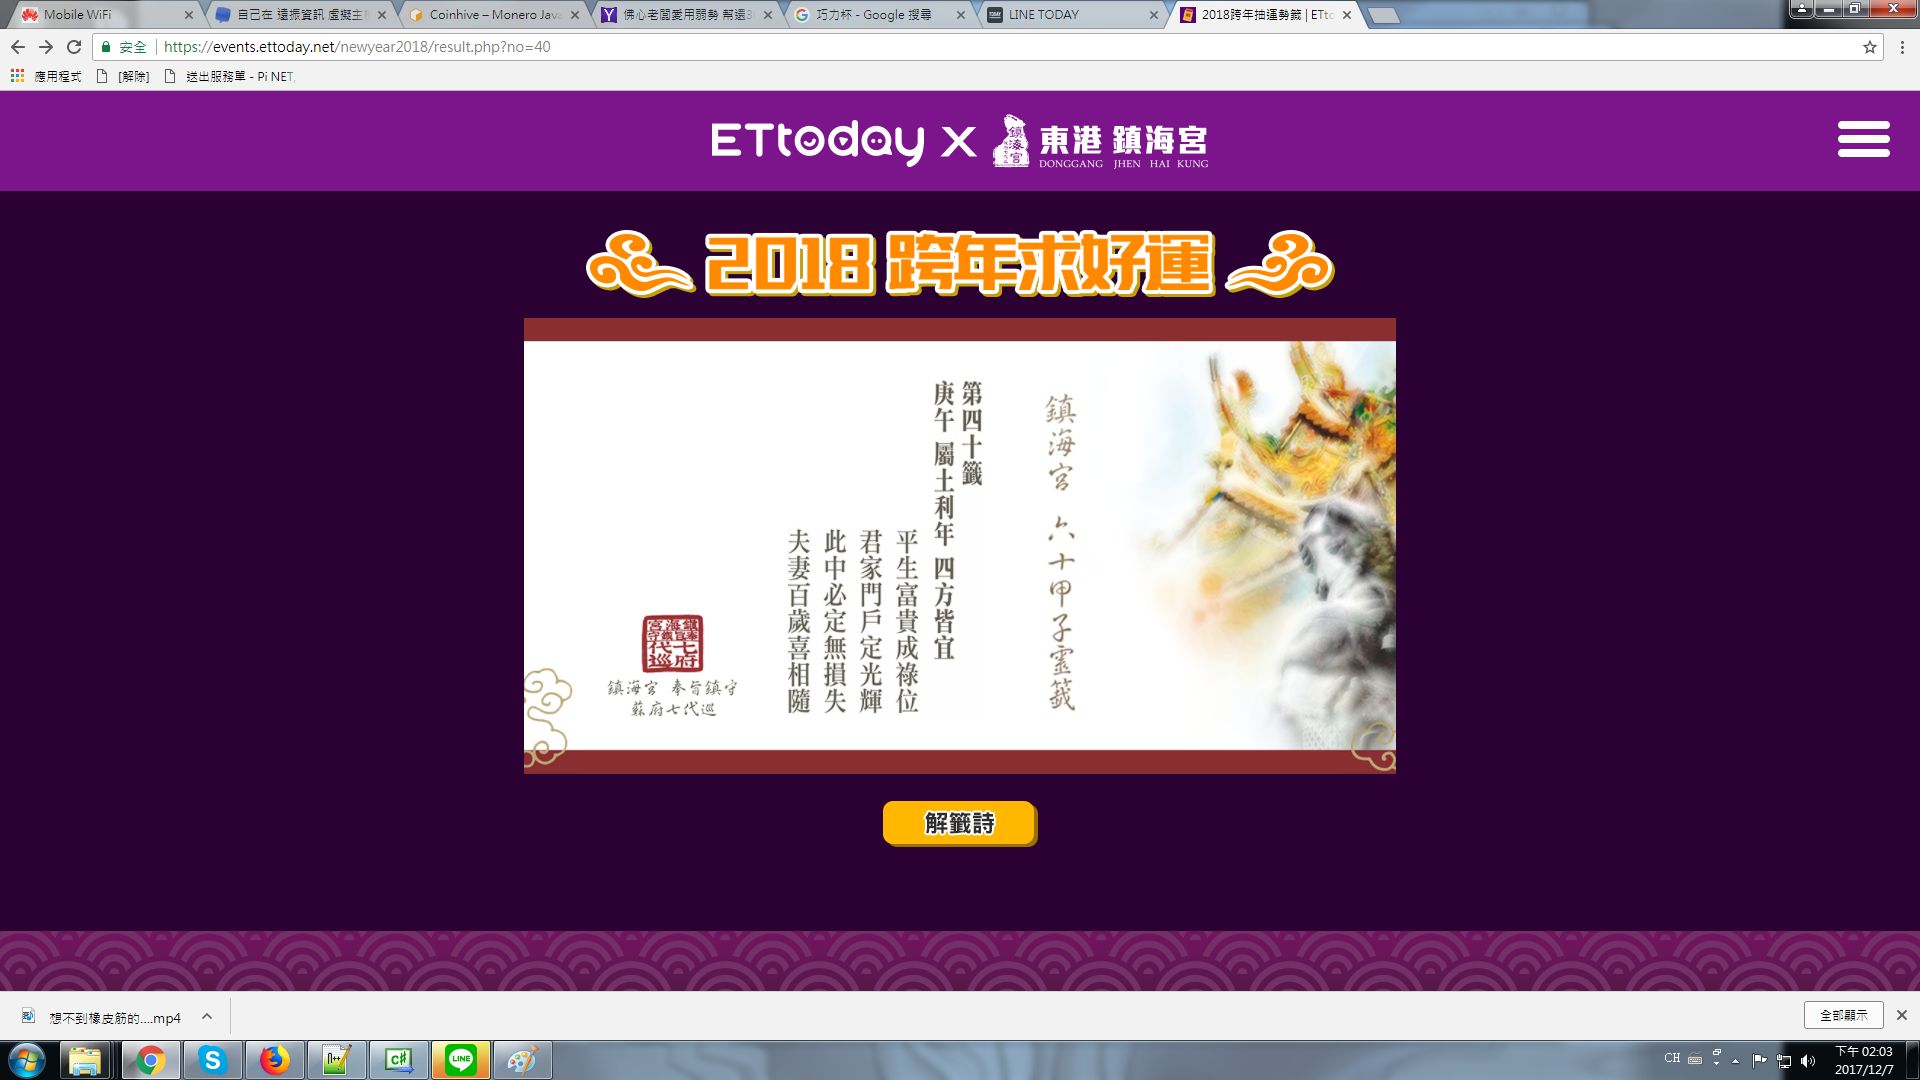 Mobile WiFi
自己在 遠振資訊 虛擬主
Coinhive – Monero Java
佛心老闆愛用弱勢 幫還3
巧力杯 - Google 搜尋
LINE TODAY
2018跨年抽運勢籤 | ETto
安全
https://events.ettoday.net/newyear2018/result.php?no=40
應用程式
[解除]
送出服務單 - Pi NET,
ETtoday X 鎮海宮 東港 鎮海宮
DONGGANG JHEN HAI KUNG
2018 跨年求好運
鎮海宮 六十甲子靈籤
第四十籤
庚午 屬土利年 四方皆宜
平生富貴成祿位
君家門戶定光輝
此中必定無損失
夫妻百歲喜相隨
鎮海宮 奉旨鎮守
蘇府七代巡
解籤詩
想不到橡皮筋的....mp4
全部顯示
CH
下午 02:03
2017/12/7